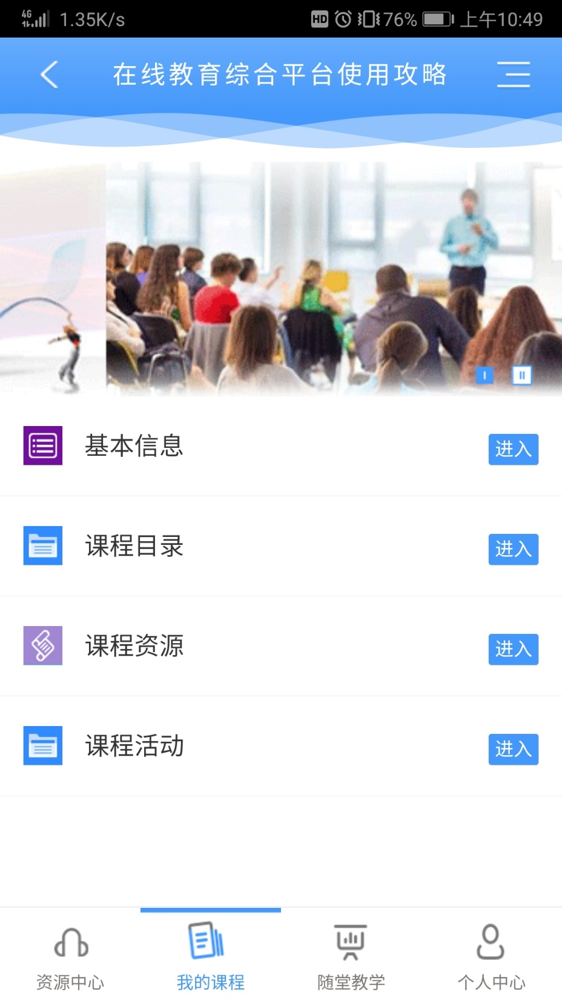 4G 1.35K/s HD 76% 上午10:49
在线教育综合平台使用攻略
I II
基本信息 进入
课程目录 进入
课程资源 进入
课程活动 进入
资源中心 我的课程 随堂教学 个人中心